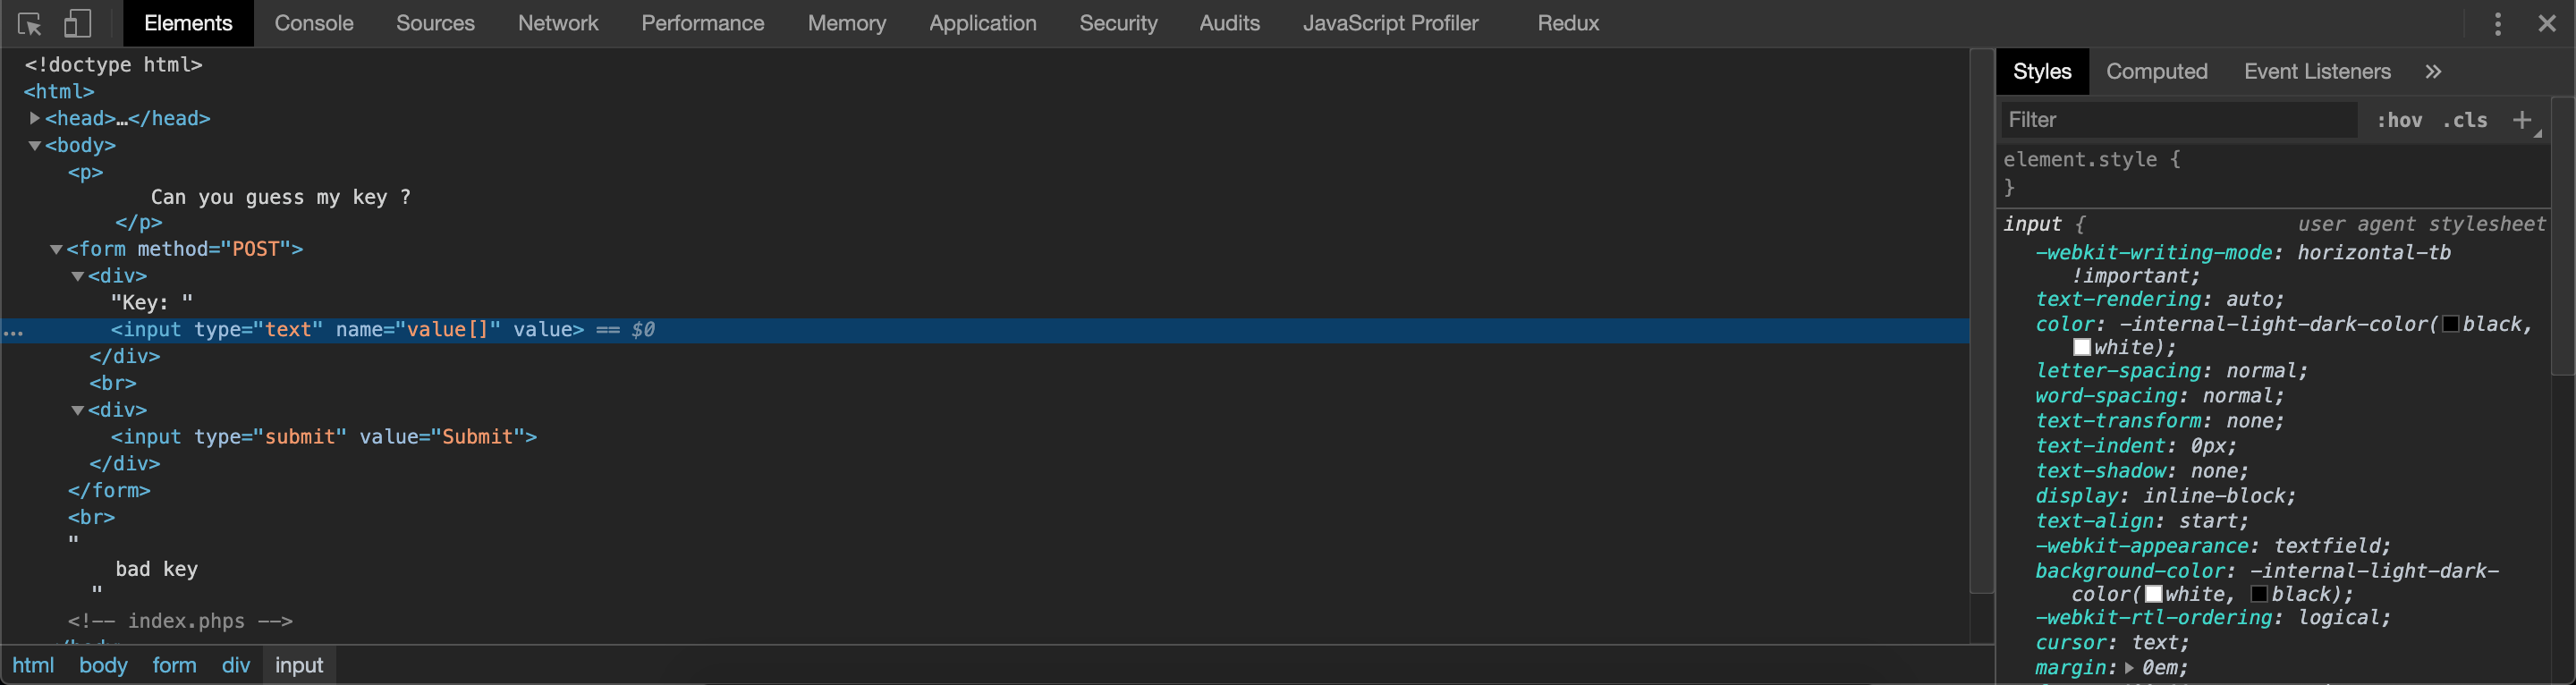 Elements Console Sources Network Performance Memory Application Security Audits JavaScript Profiler Redux
<!doctype html>
<html>
<head>…</head>
<body>
<p>
Can you guess my key ?
</p>
<form method="POST">
<div>
"Key: "
... <input type="text" name="value[]" value> == $0
</div>
<br>
<div>
<input type="submit" value="Submit">
</div>
</form>
<br>
"
bad key
"
<!-- index.phps -->
html body form div input
Styles Computed Event Listeners »
Filter :hov .cls +
element.style {
}
input { user agent stylesheet
-webkit-writing-mode: horizontal-tb
!important;
text-rendering: auto;
color: -internal-light-dark-color(black,
white);
letter-spacing: normal;
word-spacing: normal;
text-transform: none;
text-indent: 0px;
text-shadow: none;
display: inline-block;
text-align: start;
-webkit-appearance: textfield;
background-color: -internal-light-dark-
color(white, black);
-webkit-rtl-ordering: logical;
cursor: text;
margin: 0em;